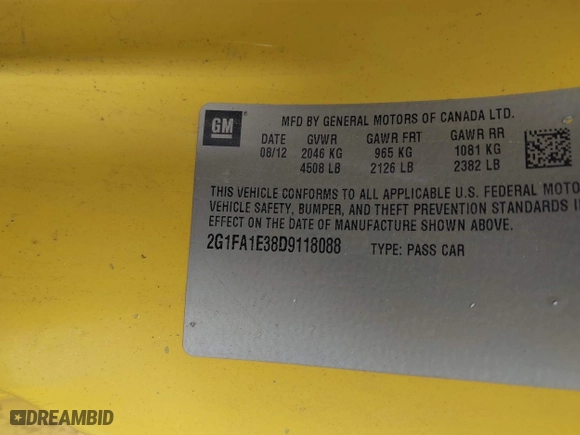 GM
MFD BY GENERAL MOTORS OF CANADA LTD.
DATE GVWR GAWR FRT GAWR RR
08/12 2046 KG 965 KG 1081 KG
4508 LB 2126 LB 2382 LB
THIS VEHICLE CONFORMS TO ALL APPLICABLE U.S. FEDERAL MOTO
VEHICLE SAFETY, BUMPER, AND THEFT PREVENTION STANDARDS I
EFFECT ON THE DATE OF MANUFACTURE SHOWN ABOVE.
2G1FA1E38D9118088 TYPE: PASS CAR
DREAMBID